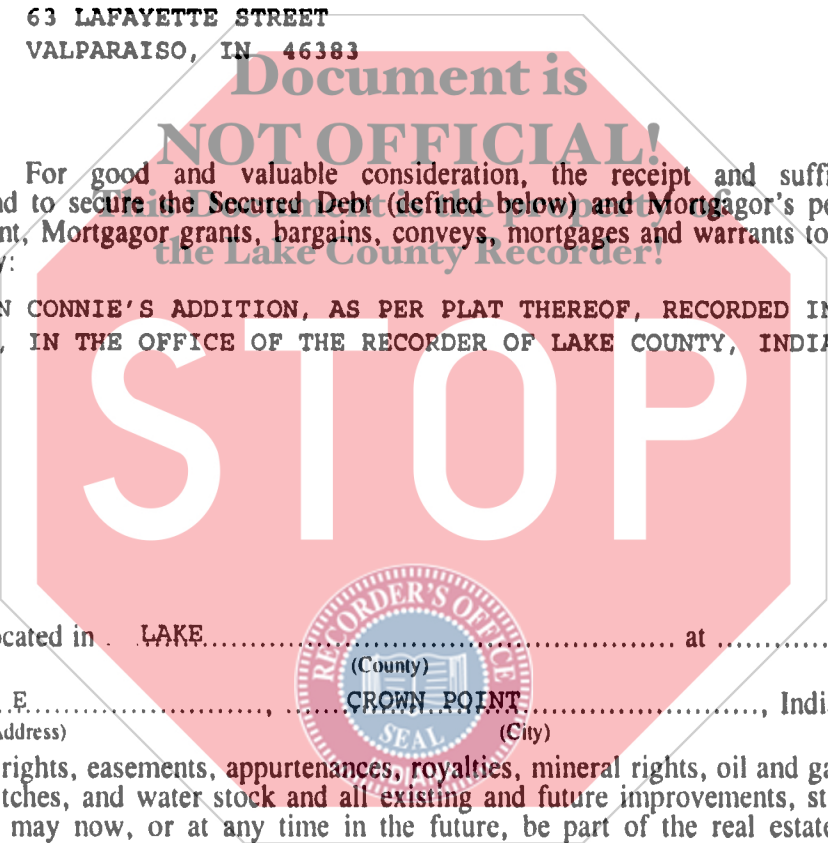 63 LAFAYETTE STREET
VALPARAISO, IN 46383
Document is
NOT OFFICIAL!
For good and valuable consideration, the receipt and suffi
nd to secure the Secured Debt (defined below) and Mortgagor's pe
This Document is the property of
nt, Mortgagor grants, bargains, conveys, mortgages and warrants to
the Lake County Recorder!
y:
N CONNIE'S ADDITION, AS PER PLAT THEREOF, RECORDED IN
, IN THE OFFICE OF THE RECORDER OF LAKE COUNTY, INDIA
STOP
RECORDER'S OFFICE
ocated in . LAKE.................................................... at ..............
(County)
E........................., ......CROWN POINT........................., Indi
Address) (City)
SEAL
rights, easements, appurtenances, royalties, mineral rights, oil and ga
tches, and water stock and all existing and future improvements, st
may now, or at any time in the future, be part of the real estate